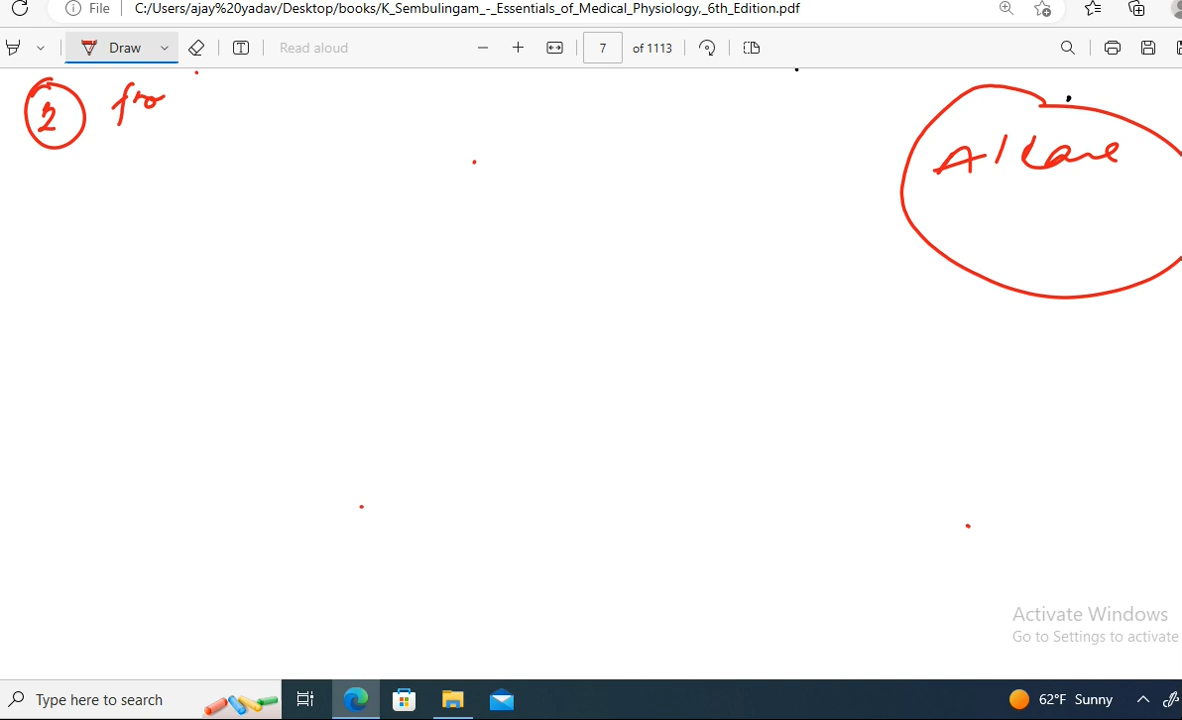 File C:/Users/ajay%20yadav/Desktop/books/K_Sembulingam_-_Essentials_of_Medical_Physiology,_6th_Edition.pdf
Draw T Read aloud 7 of 1113
2 fro
Alkane
Activate Windows
Go to Settings to activate
Type here to search 62°F Sunny